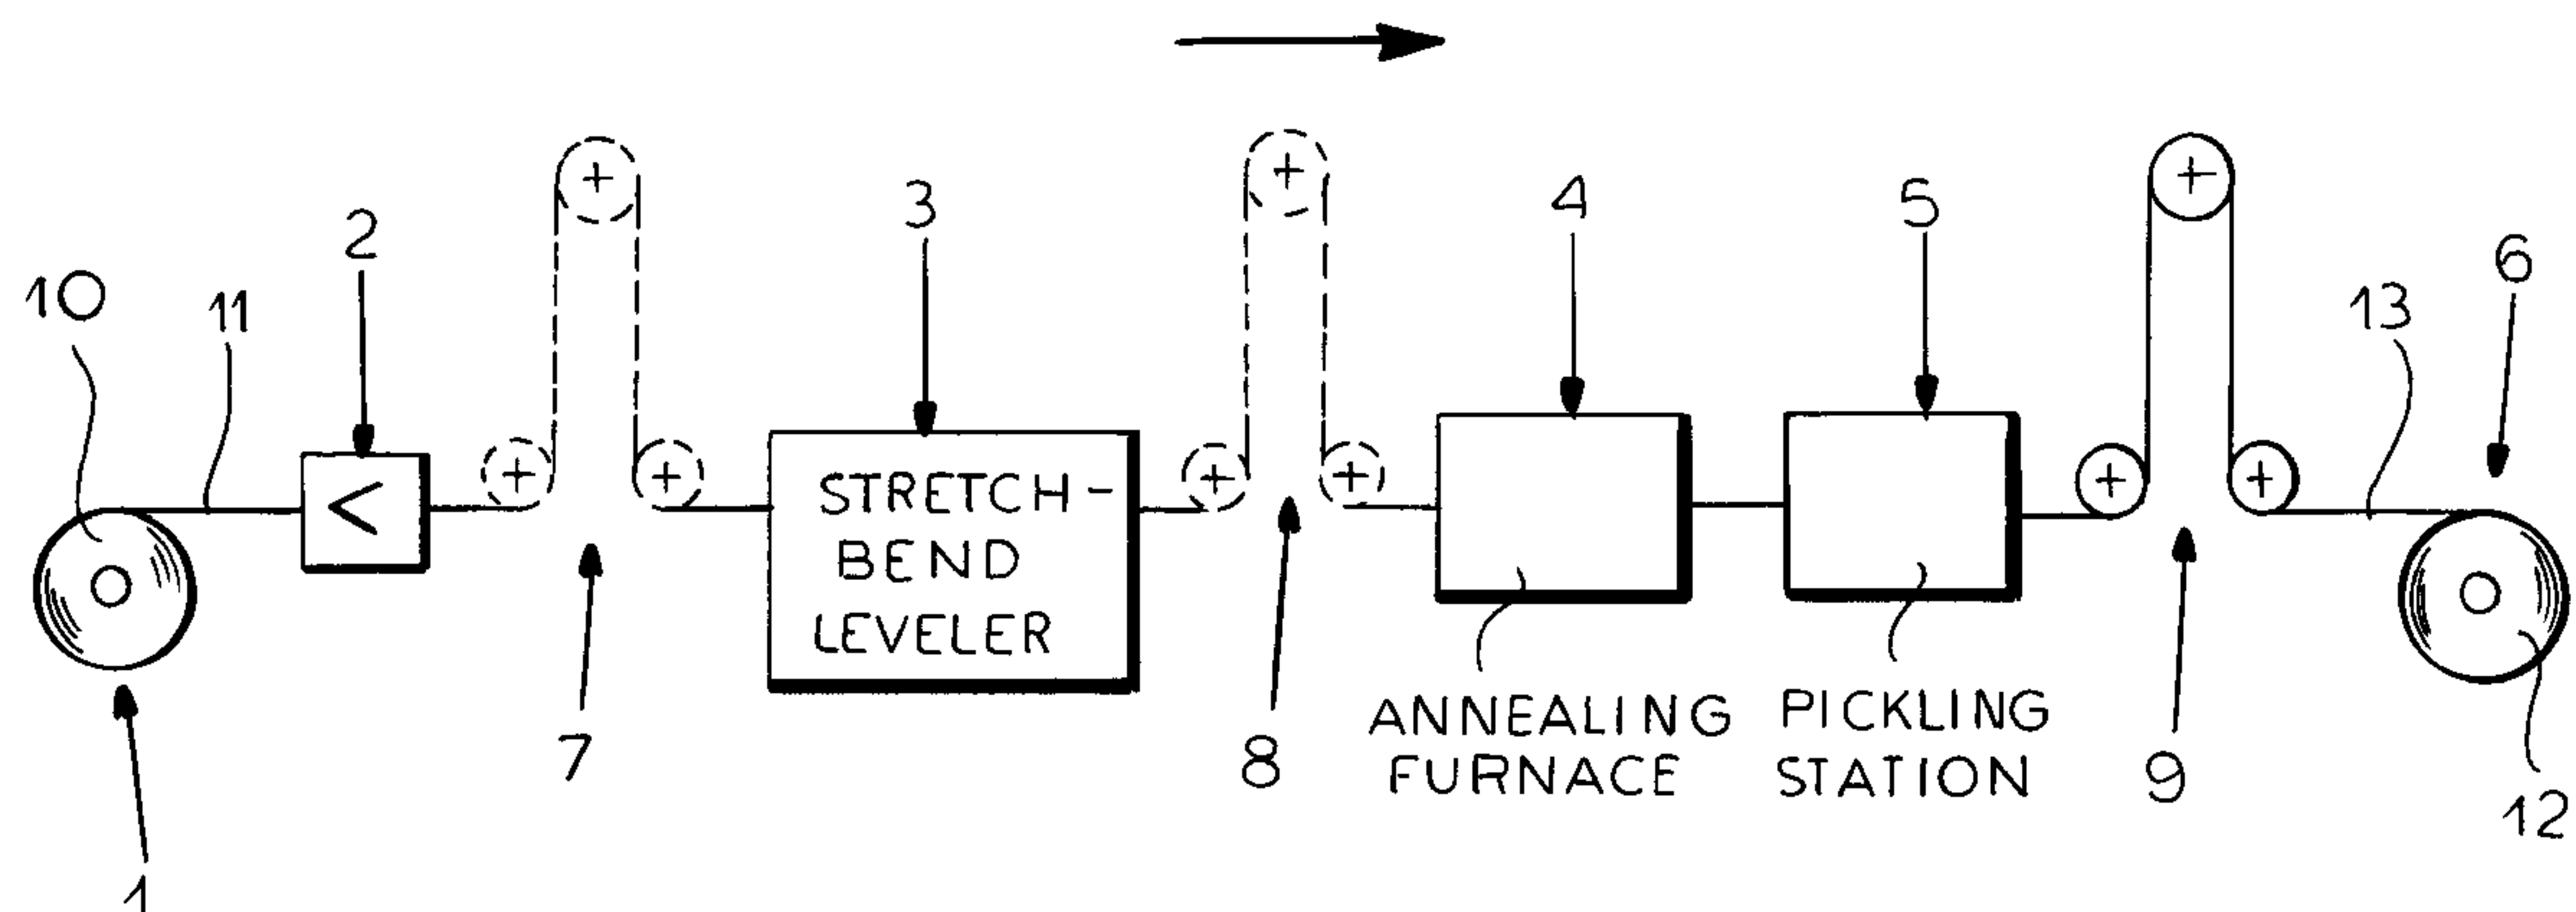 10
11
2
<
7
3
STRETCH-
BEND
LEVELER
8
4
ANNEALING
FURNACE
5
PICKLING
STATION
9
13
6
12
1